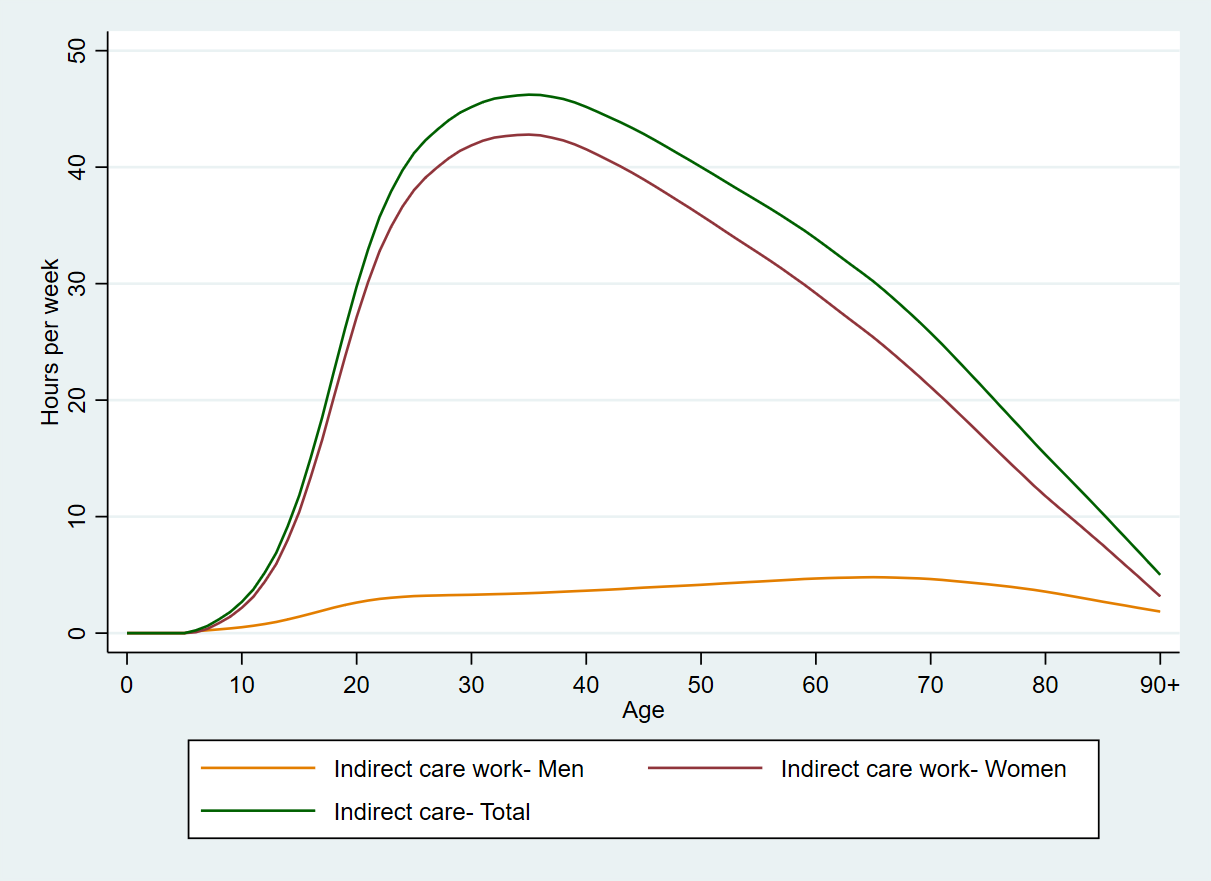 50
40
30
20
10
0
Hours per week
0 10 20 30 40 50 60 70 80 90+
Age
Indirect care work- Men Indirect care work- Women
Indirect care- Total